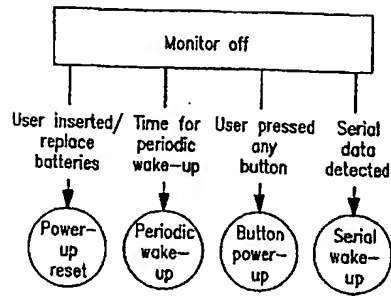 Monitor off
User inserted/
replace
batteries
Time for
periodic
wake-up
User pressed
any
button
Serial
data
detected
Power-
up
reset
Periodic
wake-
up
Button
power-
up
Serial
wake-
up